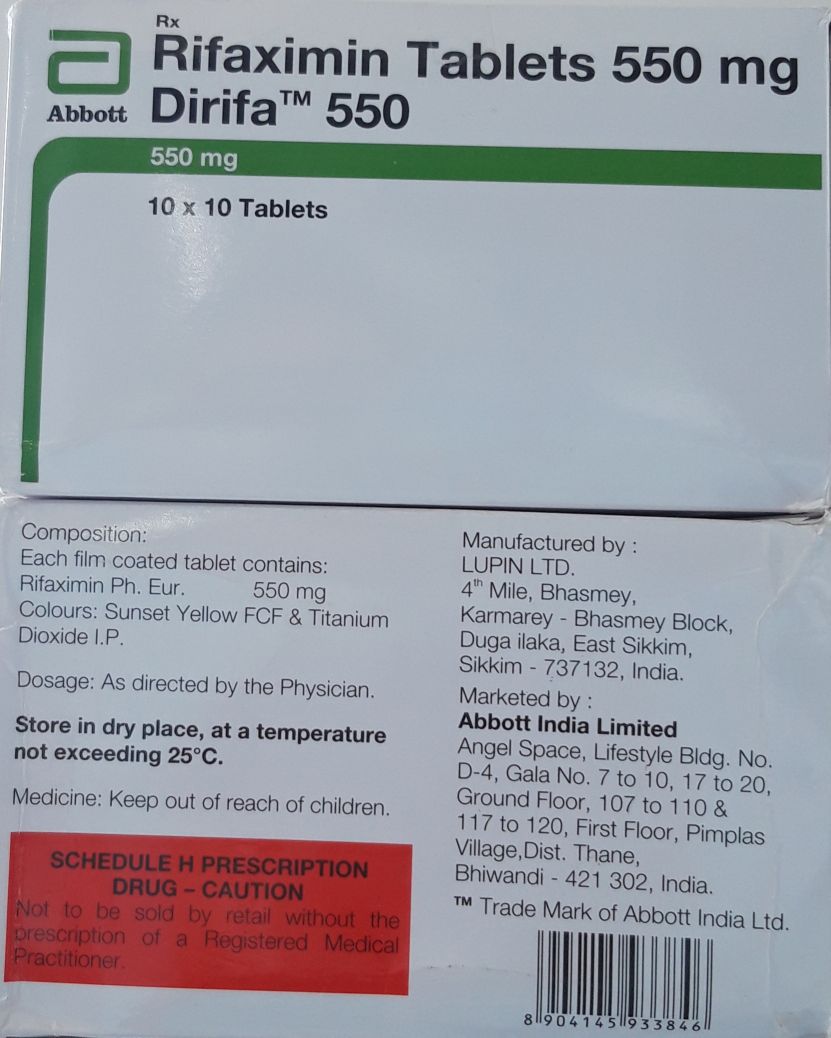 Rx
Rifaximin Tablets 550 mg
Abbott
Dirifa™ 550
550 mg
10 x 10 Tablets
Composition:
Each film coated tablet contains:
Rifaximin Ph. Eur. 550 mg
Colours: Sunset Yellow FCF & Titanium
Dioxide I.P.
Dosage: As directed by the Physician.
Store in dry place, at a temperature
not exceeding 25°C.
Medicine: Keep out of reach of children.
SCHEDULE H PRESCRIPTION
DRUG – CAUTION
Not to be sold by retail without the
prescription of a Registered Medical
Practitioner.
Manufactured by :
LUPIN LTD.
4th Mile, Bhasmey,
Karmarey - Bhasmey Block,
Duga ilaka, East Sikkim,
Sikkim - 737132, India.
Marketed by :
Abbott India Limited
Angel Space, Lifestyle Bldg. No.
D-4, Gala No. 7 to 10, 17 to 20,
Ground Floor, 107 to 110 &
117 to 120, First Floor, Pimplas
Village,Dist. Thane,
Bhiwandi - 421 302, India.
™ Trade Mark of Abbott India Ltd.
8 904145 933846